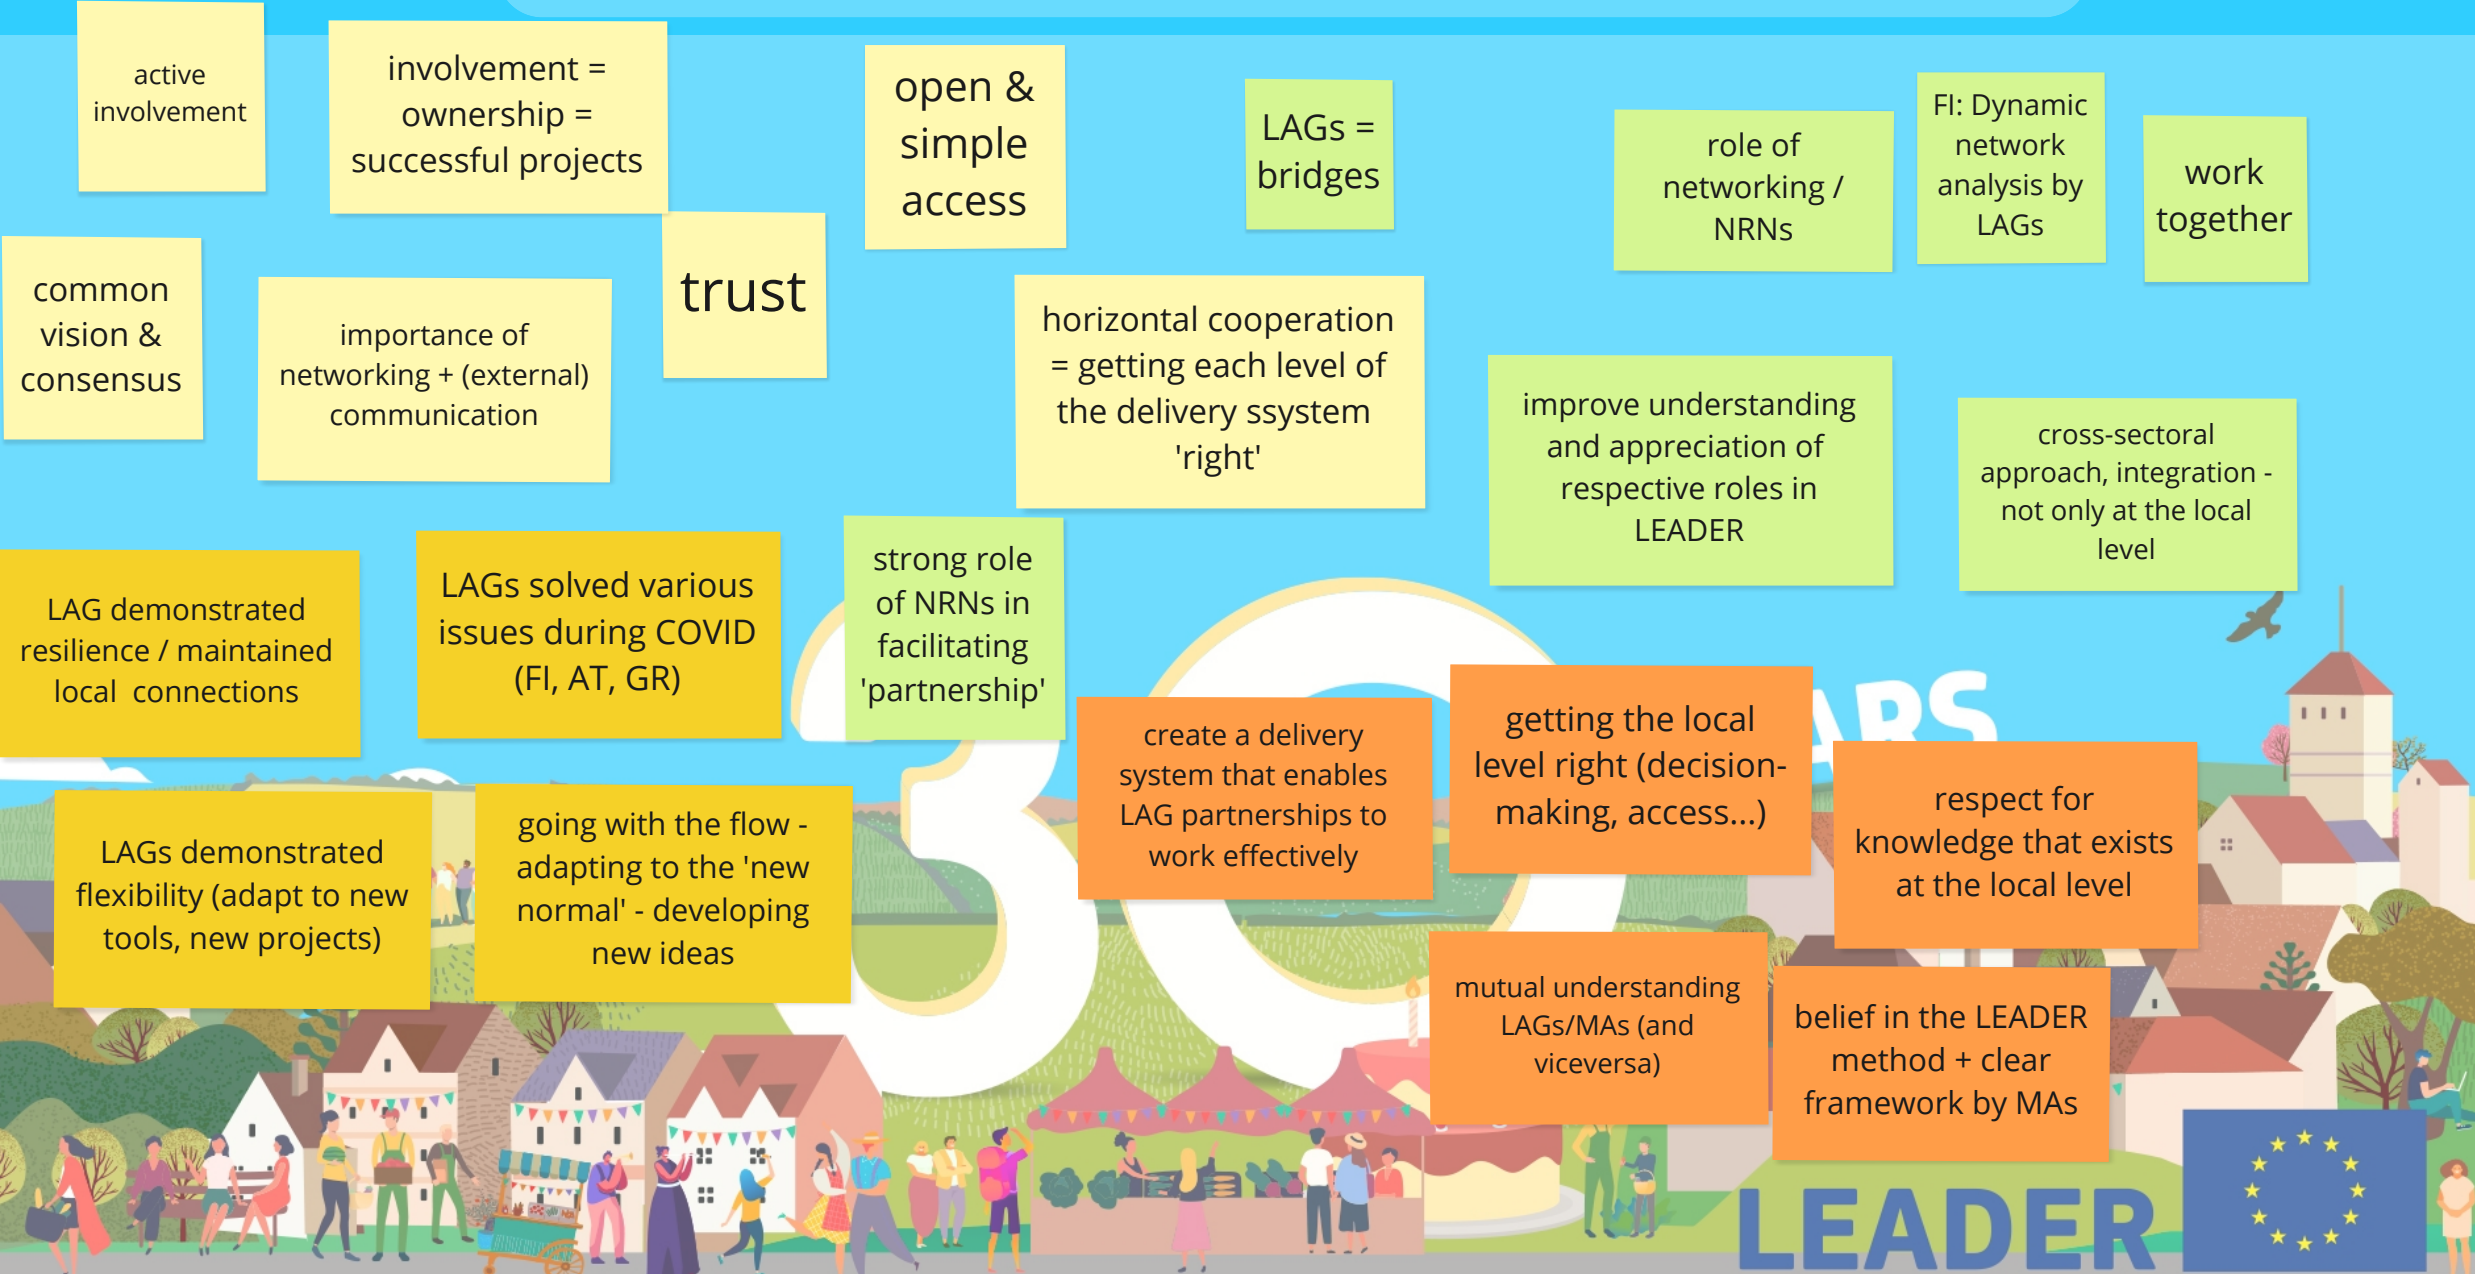 active
involvement
involvement =
ownership =
successful projects
open &
simple
access
LAGs =
bridges
role of
networking /
NRNs
FI: Dynamic
network
analysis by
LAGs
work
together
common
vision &
consensus
importance of
networking + (external)
communication
trust
horizontal cooperation
= getting each level of
the delivery ssystem
'right'
improve understanding
and appreciation of
respective roles in
LEADER
cross-sectoral
approach, integration -
not only at the local
level
LAG demonstrated
resilience / maintained
local connections
LAGs solved various
issues during COVID
(FI, AT, GR)
strong role
of NRNs in
facilitating
'partnership'
create a delivery
system that enables
LAG partnerships to
work effectively
getting the local
level right (decision-
making, access...)
respect for
knowledge that exists
at the local level
LAGs demonstrated
flexibility (adapt to new
tools, new projects)
going with the flow -
adapting to the 'new
normal' - developing
new ideas
mutual understanding
LAGs/MAs (and
viceversa)
belief in the LEADER
method + clear
framework by MAs
30
ARS
LEADER